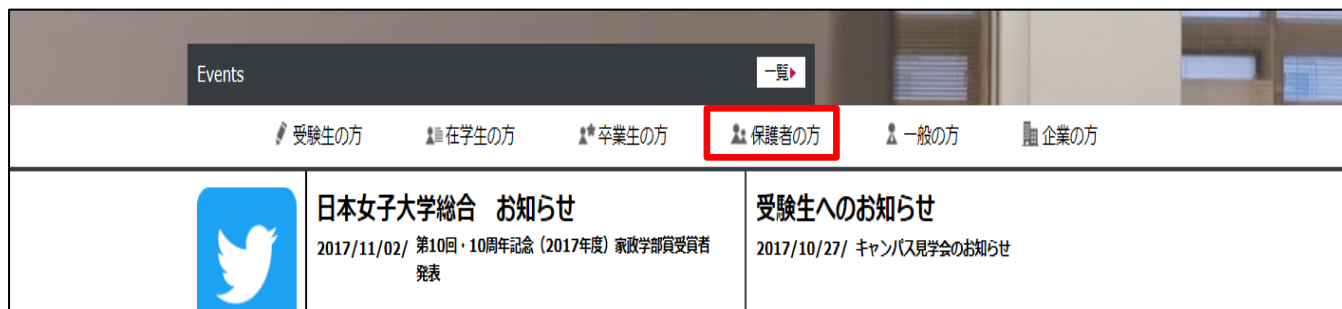 Events
一覧
受験生の方 在学生の方 卒業生の方 保護者の方 一般の方 企業の方
日本女子大学総合　お知らせ
2017/11/02/ 第10回・10周年記念（2017年度）家政学部賞受賞者
発表
受験生へのお知らせ
2017/10/27/ キャンパス見学会のお知らせ